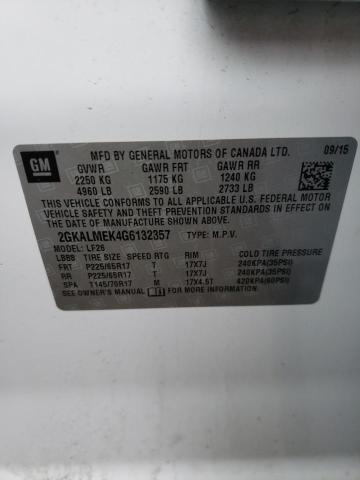 GM
MFD BY GENERAL MOTORS OF CANADA LTD. 09/15
GVWR GAWR FRT GAWR RR
2250 KG 1175 KG 1240 KG
4960 LB 2590 LB 2733 LB
THIS VEHICLE CONFORMS TO ALL APPLICABLE U.S. FEDERAL MOTOR
VEHICLE SAFETY AND THEFT PREVENTION STANDARDS IN EFFECT ON
THE DATE OF MANUFACTURE SHOWN ABOVE.
2GKALMEK4G6132357 TYPE: M.P.V.
MODEL: LF26
LBBB TIRE SIZE SPEED RTG RIM COLD TIRE PRESSURE
FRT P225/65R17 T 17X7J 240KPA(35PSI)
RR P225/65R17 T 17X7J 240KPA(35PSI)
SPA T145/70R17 M 17X4.5T 420KPA(60PSI)
SEE OWNER'S MANUAL FOR MORE INFORMATION.